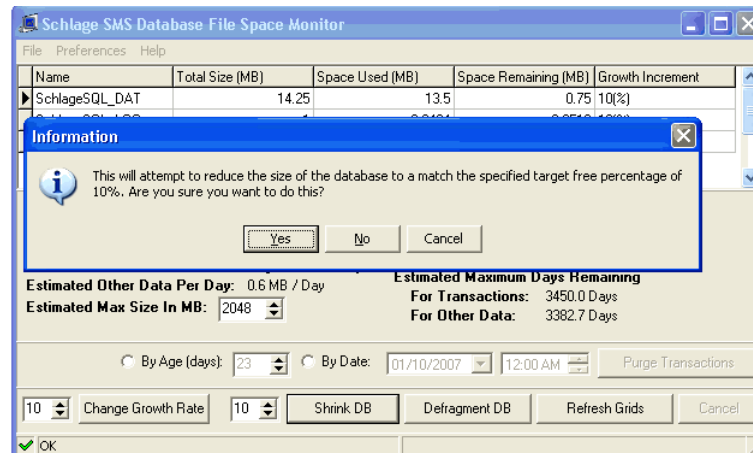 Schlage SMS Database File Space Monitor
File Preferences Help
Name Total Size (MB) Space Used (MB) Space Remaining (MB) Growth Increment
SchlageSQL_DAT 14.25 13.5 0.75 10(%)
Information
This will attempt to reduce the size of the database to a match the specified target free percentage of
10%. Are you sure you want to do this?
Yes No Cancel
Estimated Maximum Days Remaining
Estimated Other Data Per Day: 0.6 MB / Day
For Transactions: 3450.0 Days
Estimated Max Size In MB: 2048
For Other Data: 3382.7 Days
By Age (days): 23 By Date: 01/10/2007 12:00 AM Purge Transactions
10 Change Growth Rate 10 Shrink DB Defragment DB Refresh Grids Cancel
OK